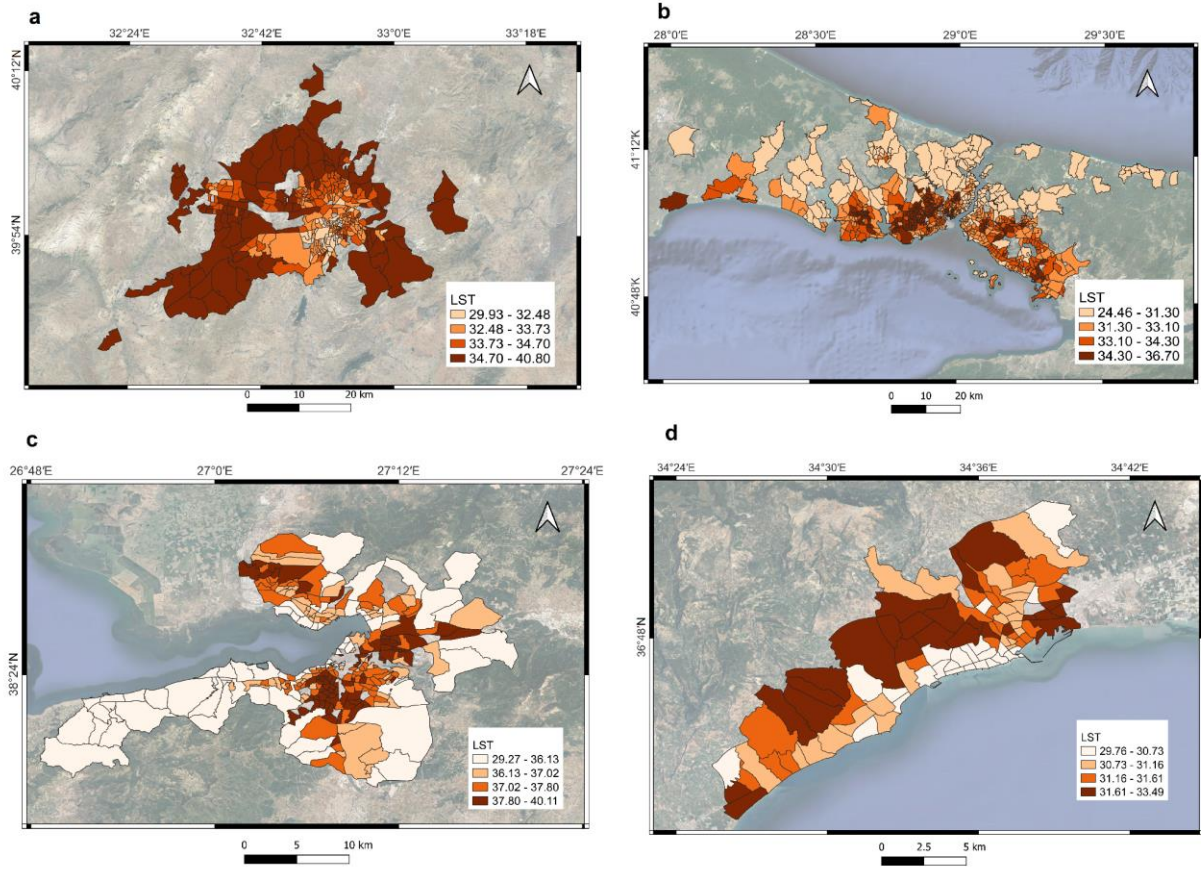 a
32°24′E 32°42′E 33°0′E 33°18′E
40°12′N
39°54′N
LST
29.93 - 32.48
32.48 - 33.73
33.73 - 34.70
34.70 - 40.80
0 10 20 km
b
28°0′E 28°30′E 29°0′E 29°30′E
41°12′N
40°48′N
LST
24.46 - 31.30
31.30 - 33.10
33.10 - 34.30
34.30 - 36.70
0 10 20 km
c
26°48′E 27°0′E 27°12′E 27°24′E
38°24′N
LST
29.27 - 36.13
36.13 - 37.02
37.02 - 37.80
37.80 - 40.11
0 5 10 km
d
34°24′E 34°30′E 34°36′E 34°42′E
36°48′N
LST
29.76 - 30.73
30.73 - 31.16
31.16 - 31.61
31.61 - 33.49
0 2.5 5 km